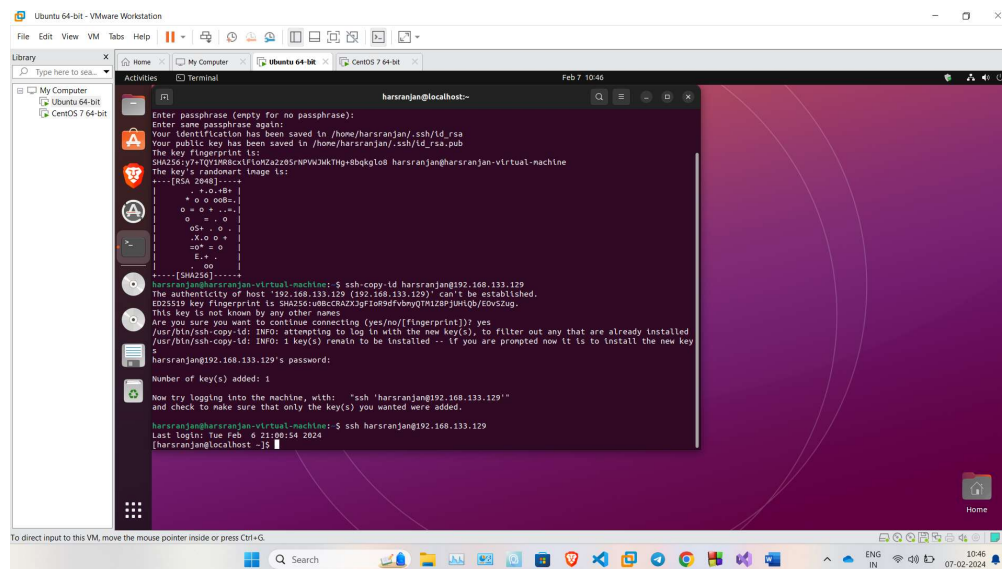 Ubuntu 64-bit - VMware Workstation
File Edit View VM Tabs Help
Library X
Type here to sea...
My Computer
Ubuntu 64-bit
CentOS 7 64-bit
Home My Computer Ubuntu 64-bit CentOS 7 64-bit
Activities Terminal Feb 7 10:46
harsranjan@localhost:~
Enter passphrase (empty for no passphrase):
Enter same passphrase again:
Your identification has been saved in /home/harsranjan/.ssh/id_rsa
Your public key has been saved in /home/harsranjan/.ssh/id_rsa.pub
The key fingerprint is:
harsranjan@harsranjan-virtual-machine
The key's randomart image is:
+---[RSA 2048]----+
| . +.o.+B+ |
| * o o ooB=.|
| o = o + ..=.|
| o = . o |
| oS+ . o . |
| .X.o o + |
| =o* = o |
| E.+ . |
| . oo |
+----[SHA256]-----+
harsranjan@harsranjan-virtual-machine:~$ ssh-copy-id harsranjan@192.168.133.129
The authenticity of host '192.168.133.129 (192.168.133.129)' can't be established.
ED25519 key fingerprint is
This key is not known by any other names
Are you sure you want to continue connecting (yes/no/[fingerprint])? yes
/usr/bin/ssh-copy-id: INFO: attempting to log in with the new key(s), to filter out any that are already installed
/usr/bin/ssh-copy-id: INFO: 1 key(s) remain to be installed -- if you are prompted now it is to install the new key
s
harsranjan@192.168.133.129's password:
Number of key(s) added: 1
Now try logging into the machine, with: "ssh 'harsranjan@192.168.133.129'"
and check to make sure that only the key(s) you wanted were added.
harsranjan@harsranjan-virtual-machine:~$ ssh harsranjan@192.168.133.129
Last login: Tue Feb 6 21:00:54 2024
[harsranjan@localhost ~]$
Home
To direct input to this VM, move the mouse pointer inside or press Ctrl+G.
Search
ENG
IN
10:46
07-02-2024